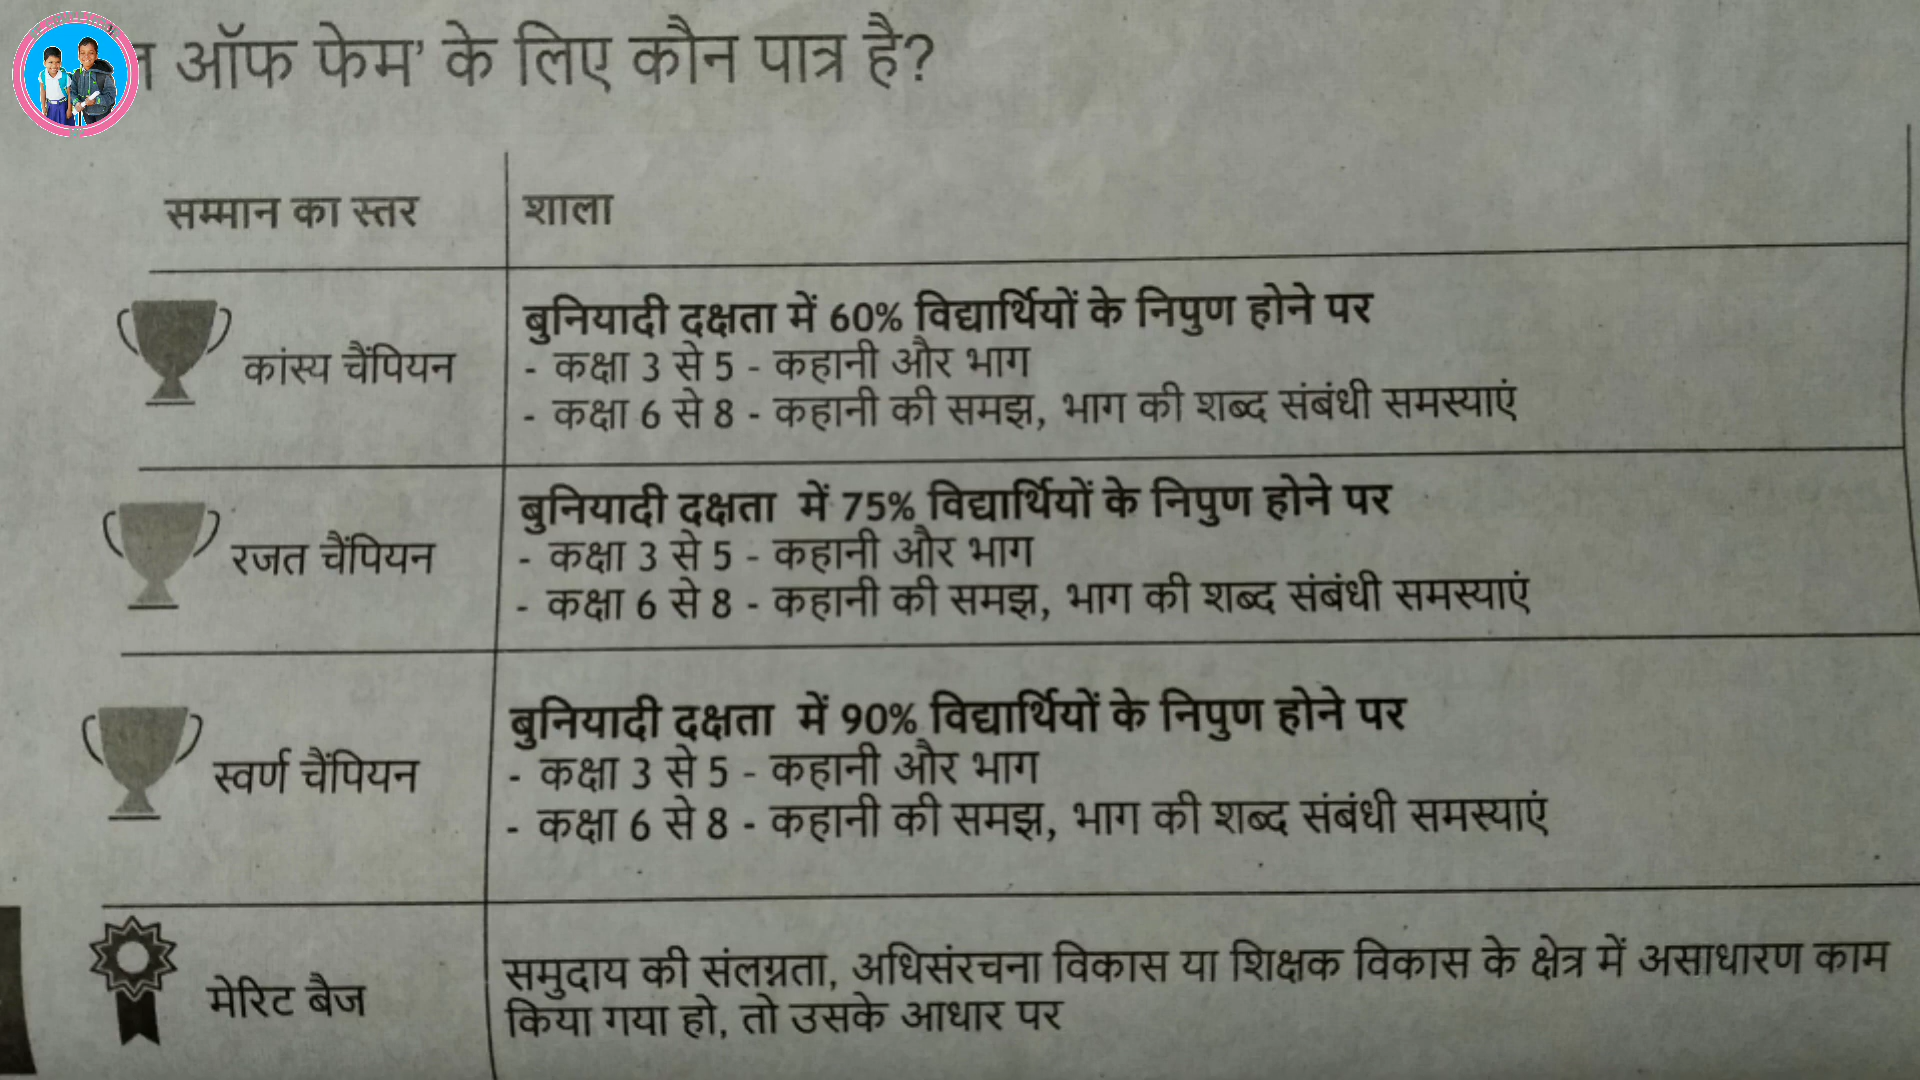 ऑफ फेम' के लिए कौन पात्र है?
सम्मान का स्तर
शाला
कांस्य चैंपियन
बुनियादी दक्षता में 60% विद्यार्थियों के निपुण होने पर
- कक्षा 3 से 5 - कहानी और भाग
- कक्षा 6 से 8 - कहानी की समझ, भाग की शब्द संबंधी समस्याएं
रजत चैंपियन
बुनियादी दक्षता में 75% विद्यार्थियों के निपुण होने पर
- कक्षा 3 से 5 - कहानी और भाग
- कक्षा 6 से 8 - कहानी की समझ, भाग की शब्द संबंधी समस्याएं
स्वर्ण चैंपियन
बुनियादी दक्षता में 90% विद्यार्थियों के निपुण होने पर
- कक्षा 3 से 5 - कहानी और भाग
- कक्षा 6 से 8 - कहानी की समझ, भाग की शब्द संबंधी समस्याएं
मेरिट बैज
समुदाय की संलग्नता, अधिसंरचना विकास या शिक्षक विकास के क्षेत्र में असाधारण काम
किया गया हो, तो उसके आधार पर